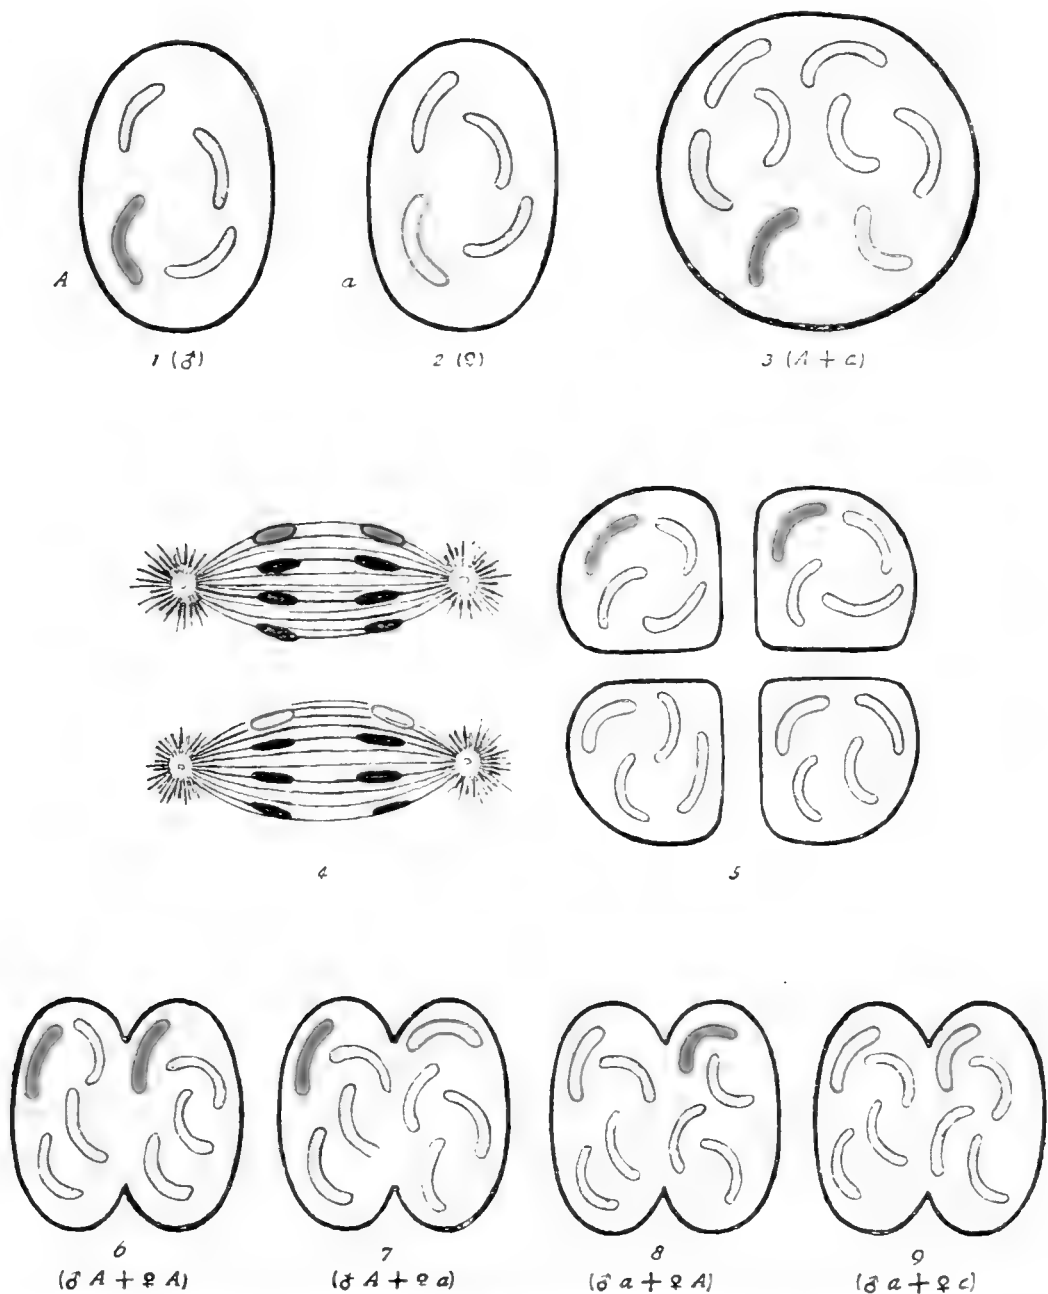 A
a
1 (♂)
2 (♀)
3 (A + c)
4
5
6
(♂ A + ♀ A)
7
(♂ A + ♀ a)
8
(♂ a + ♀ A)
9
(♂ a + ♀ c)